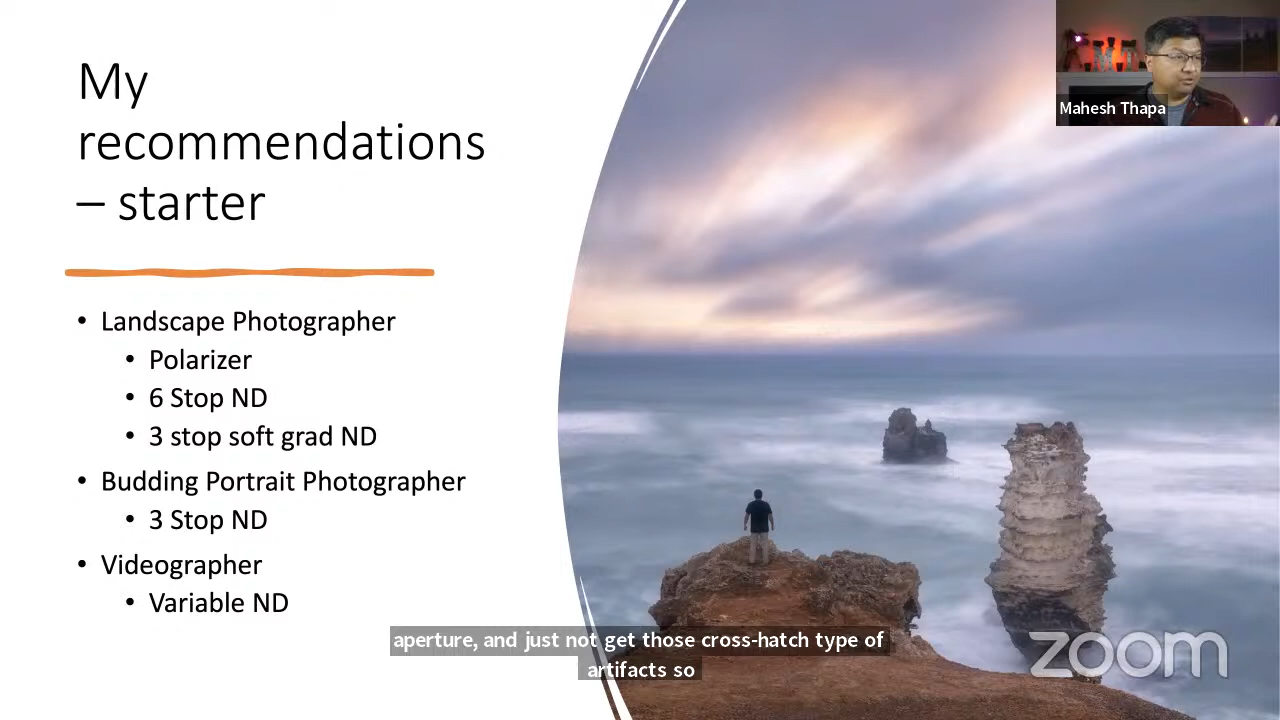 My
recommendations
– starter
• Landscape Photographer
• Polarizer
• 6 Stop ND
• 3 stop soft grad ND
• Budding Portrait Photographer
• 3 Stop ND
• Videographer
• Variable ND
Mahesh Thapa
aperture, and just not get those cross-hatch type of
artifacts so
zoom